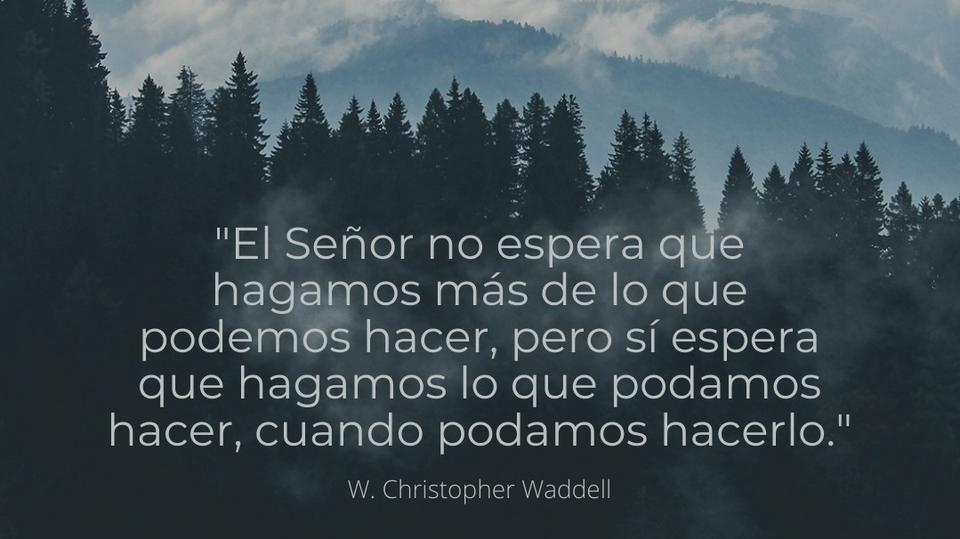 "El Señor no espera que
hagamos más de lo que
podemos hacer, pero sí espera
que hagamos lo que podamos
hacer, cuando podamos hacerlo."
W. Christopher Waddell